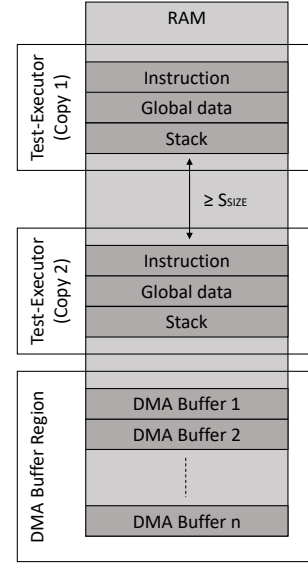 RAM
Test-Executor
(Copy 1)
Instruction
Global data
Stack
≥ SSIZE
Test-Executor
(Copy 2)
Instruction
Global data
Stack
DMA Buffer Region
DMA Buffer 1
DMA Buffer 2
DMA Buffer n